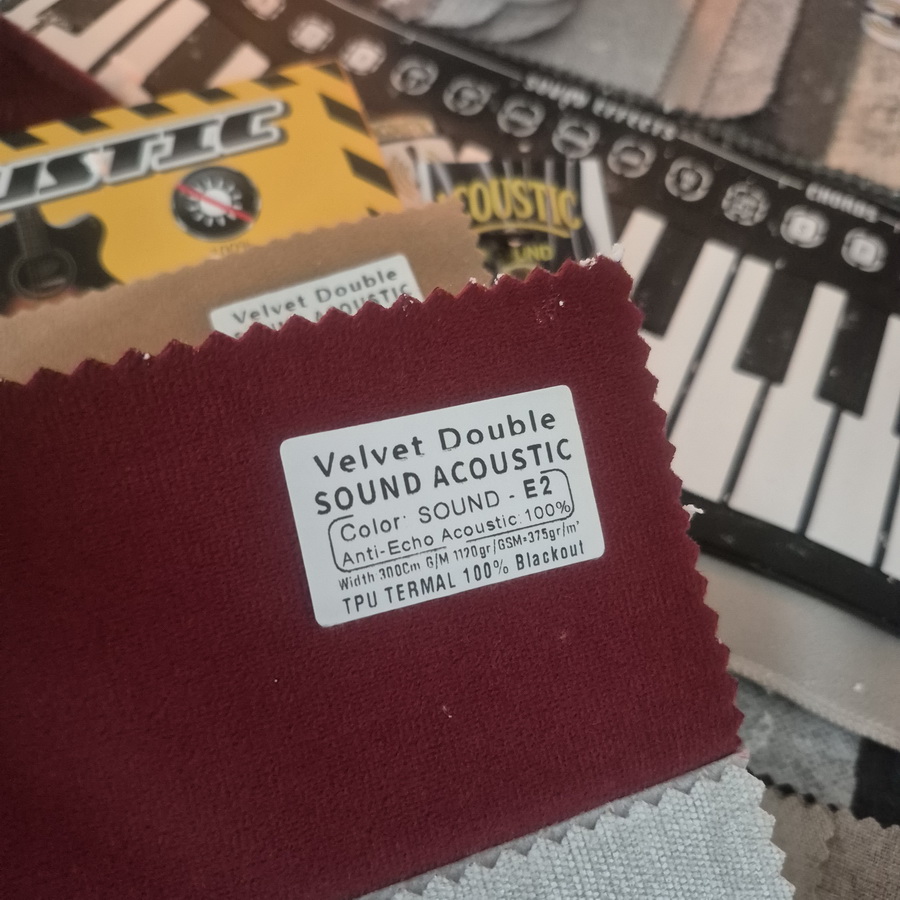 SOUND EFFECTS
CHORDS
USTIC
ACOUSTIC
Velvet Double
ACOUSTIC
Velvet Double
SOUND ACOUSTIC
Color: SOUND - E2
Anti-Echo Acoustic: 100%
Width 300Cm G/M 1120gr/GSM=375gr/m²
TPU TERMAL 100% Blackout